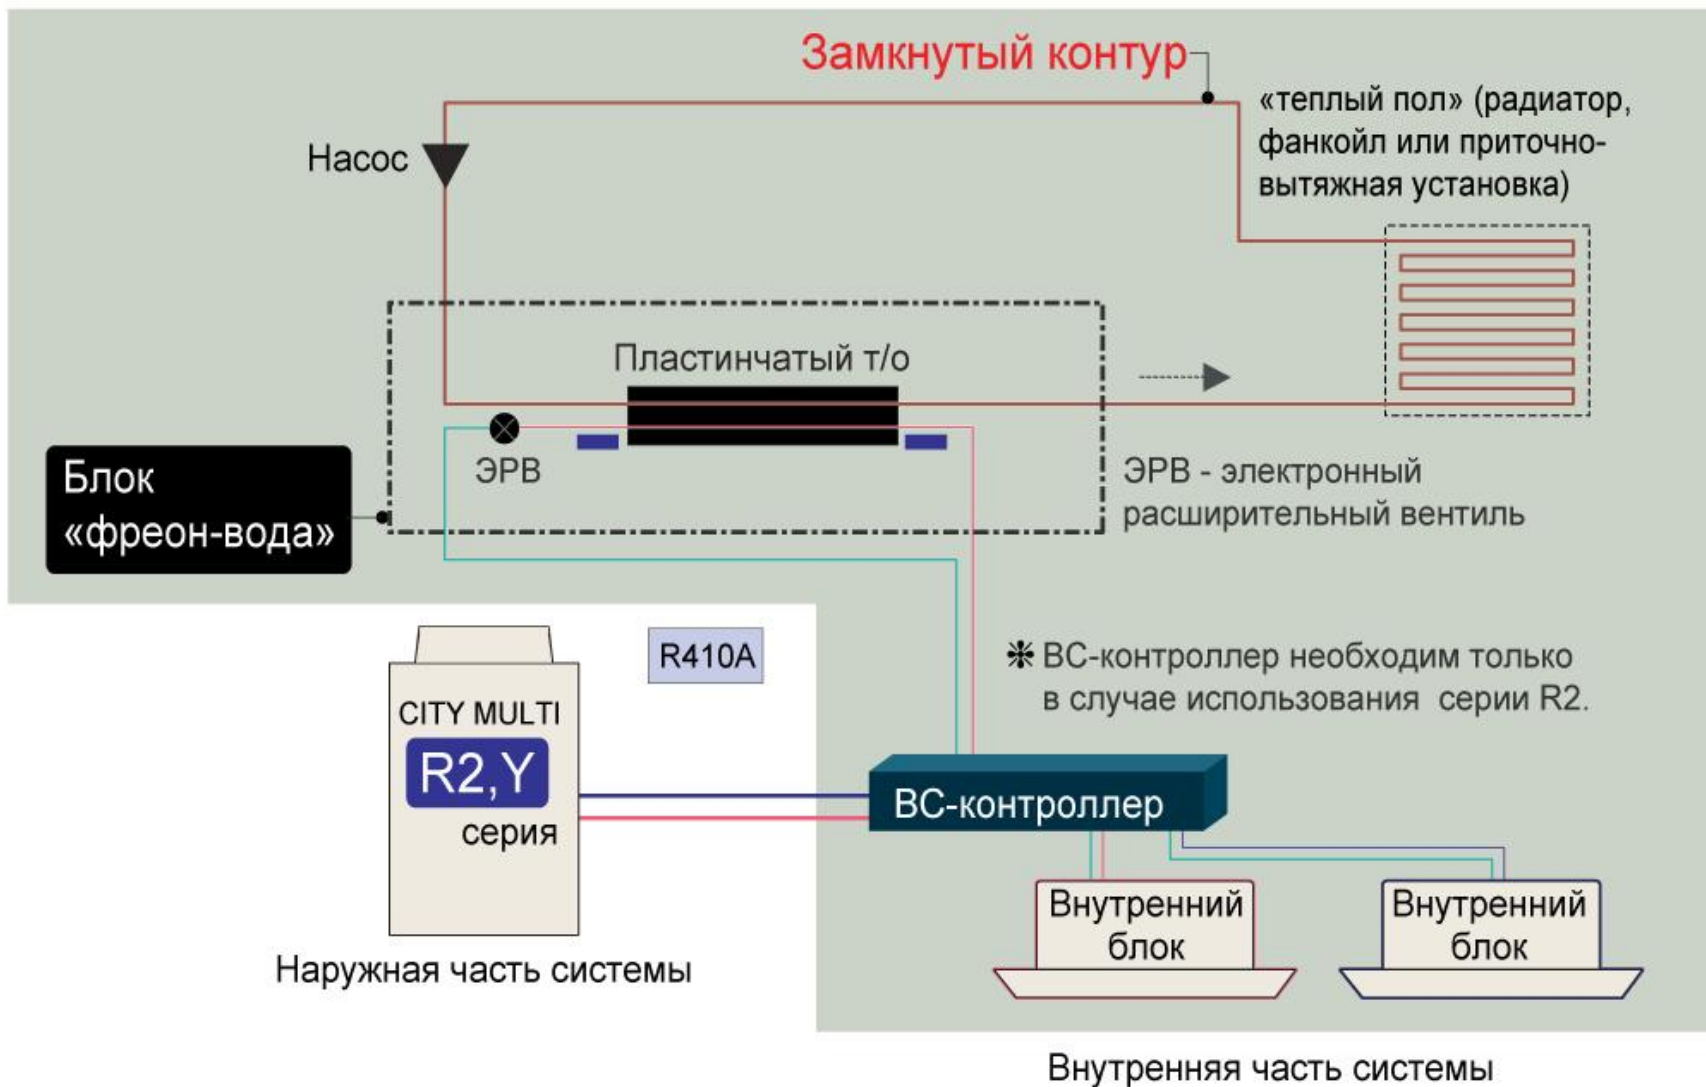 Замкнутый контур
«теплый пол» (радиатор,
фанкойл или приточно-
вытяжная установка)
Насос
Пластинчатый т/о
ЭРВ
ЭРВ - электронный
расширительный вентиль
Блок
«фреон-вода»
R410A
❉ ВС-контроллер необходим только
в случае использования серии R2.
CITY MULTI
R2,Y
серия
ВС-контроллер
Внутренний
блок
Внутренний
блок
Наружная часть системы
Внутренняя часть системы